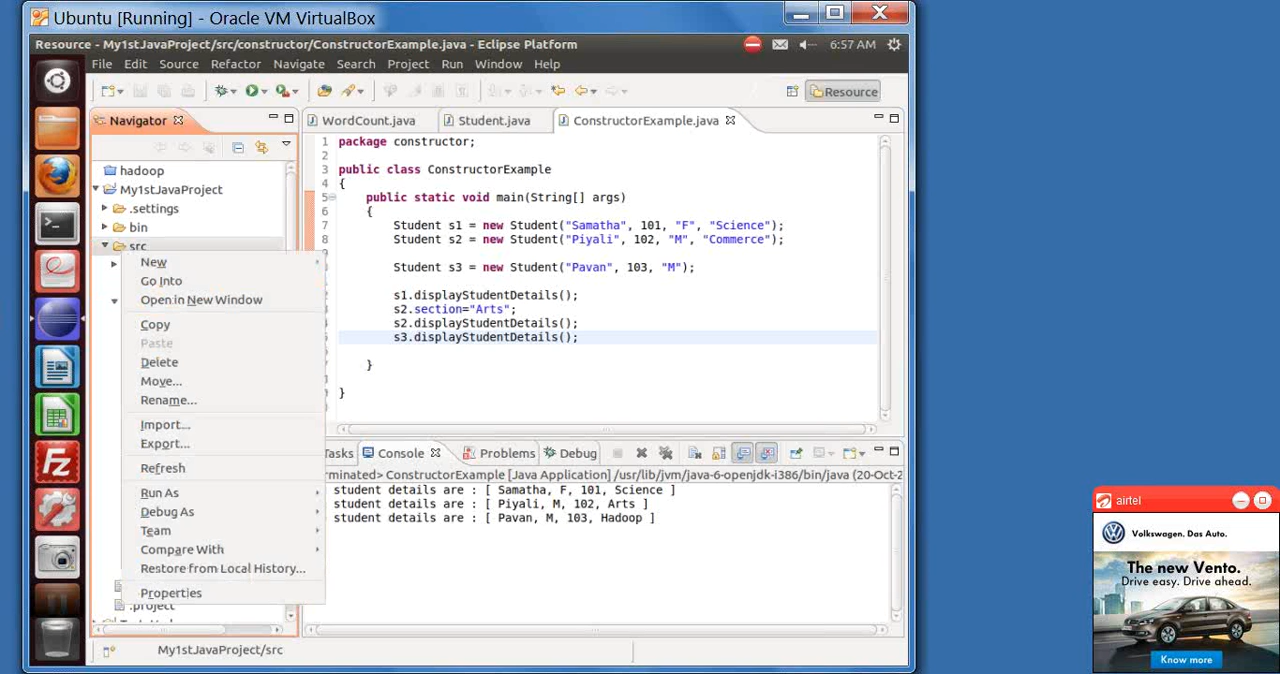 Ubuntu [Running] - Oracle VM VirtualBox
Resource - My1stJavaProject/src/constructor/ConstructorExample.java - Eclipse Platform
6:57 AM
File Edit Source Refactor Navigate Search Project Run Window Help
Resource
Navigator
WordCount.java
Student.java
ConstructorExample.java
hadoop
My1stJavaProject
.settings
bin
src
New
Go Into
Open in New Window
Copy
Paste
Delete
Move...
Rename...
Import...
Export...
Refresh
Run As
Debug As
Team
Compare With
Restore from Local History...
Properties
.project
1 package constructor;
2
3 public class ConstructorExample
4 {
5 public static void main(String[] args)
6 {
7 Student s1 = new Student("Samatha", 101, "F", "Science");
8 Student s2 = new Student("Piyali", 102, "M", "Commerce");
Student s3 = new Student("Pavan", 103, "M");
s1.displayStudentDetails();
s2.section="Arts";
s2.displayStudentDetails();
s3.displayStudentDetails();
}
}
Tasks
Console
Problems
Debug
minated> ConstructorExample [Java Application] /usr/lib/jvm/java-6-openjdk-i386/bin/java (20-Oct-2
student details are : [ Samatha, F, 101, Science ]
student details are : [ Piyali, M, 102, Arts ]
student details are : [ Pavan, M, 103, Hadoop ]
My1stJavaProject/src
airtel
Volkswagen. Das Auto.
The new Vento.
Drive easy. Drive ahead.
Know more